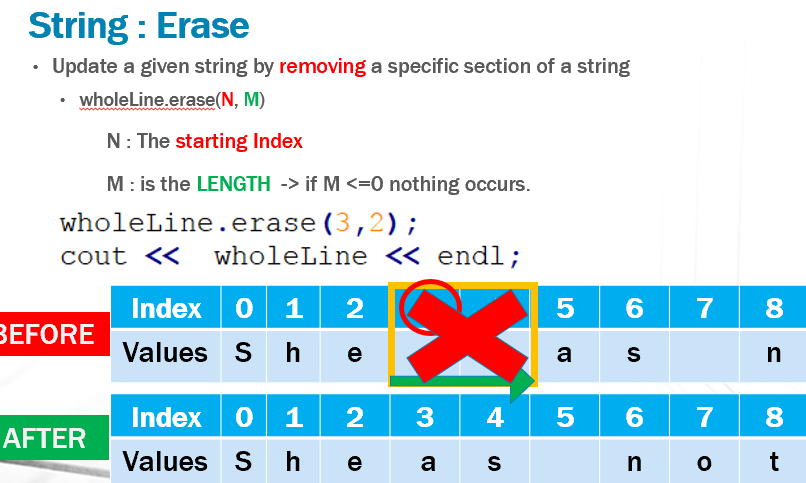 String : Erase
• Update a given string by removing a specific section of a string
• wholeLine.erase(N, M)
N : The starting Index
M : is the LENGTH -> if M <=0 nothing occurs.
wholeLine.erase(3,2);
cout << wholeLine << endl;
BEFORE
Index 0 1 2 5 6 7 8
Values S h e a s n
AFTER
Index 0 1 2 3 4 5 6 7 8
Values S h e a s n o t